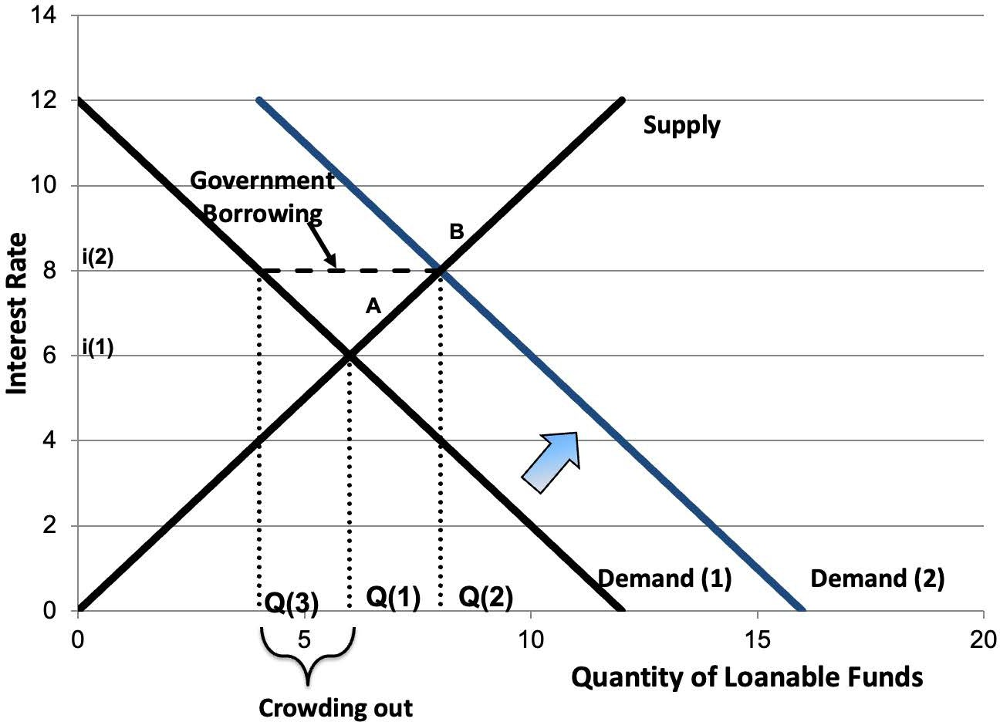 14
12
Supply
Government
10
Borrowing
B
i(2)
8
A
i(1)
6
Interest Rate
4
2
Demand (1)
Demand (2)
Q(3)
Q(1)
Q(2)
0
0
5
10
15
20
Quantity of Loanable Funds
Crowding out